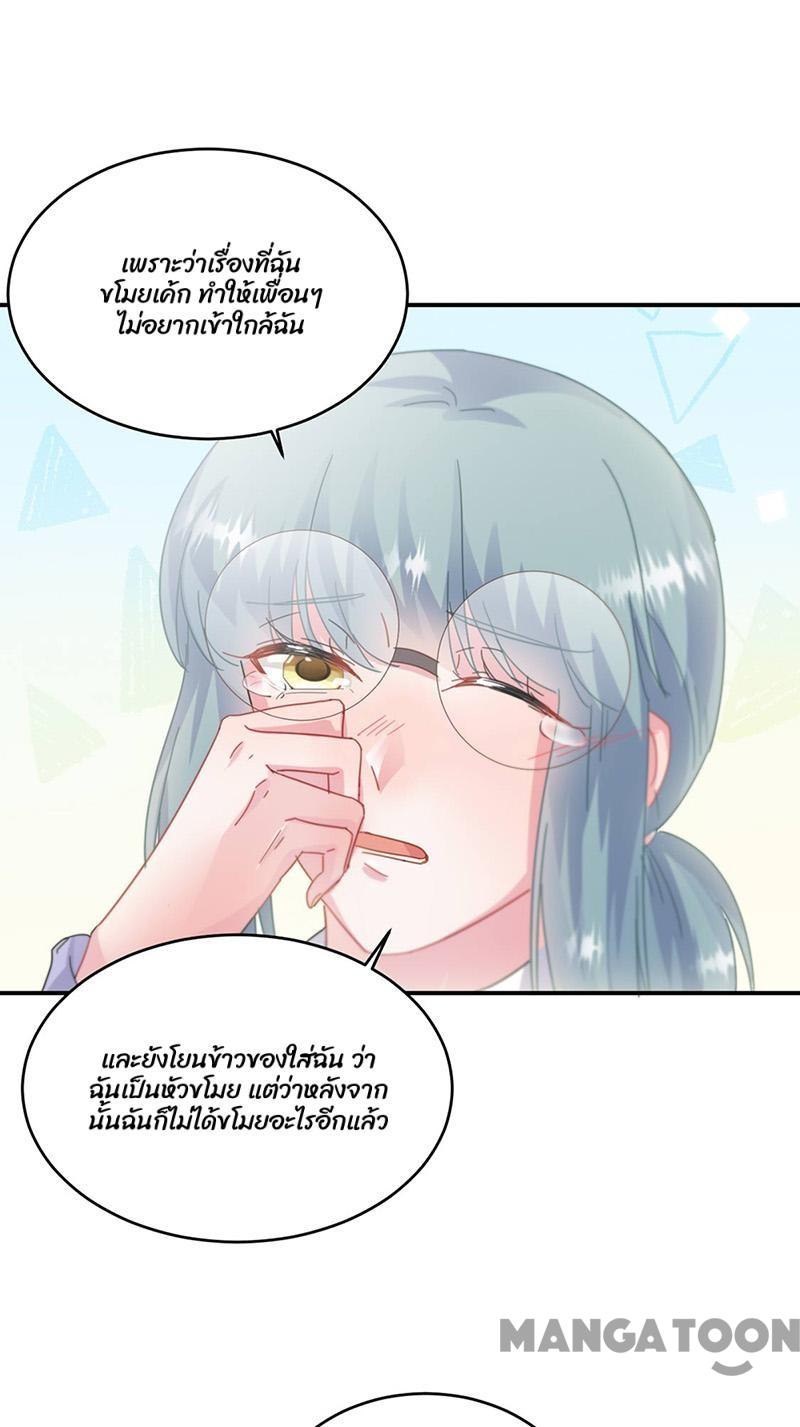 เพราะว่าเรื่องที่ฉัน
ขโมยเค้ก ทำให้เพื่อนๆ
ไม่อยากเข้าใกล้ฉัน
และยังโยนข้าวของใส่ฉัน ว่า
ฉันเป็นหัวขโมย แต่ว่าหลังจาก
นั้นฉันก็ไม่ได้ขโมยอะไรอีกแล้ว
MANGATOON